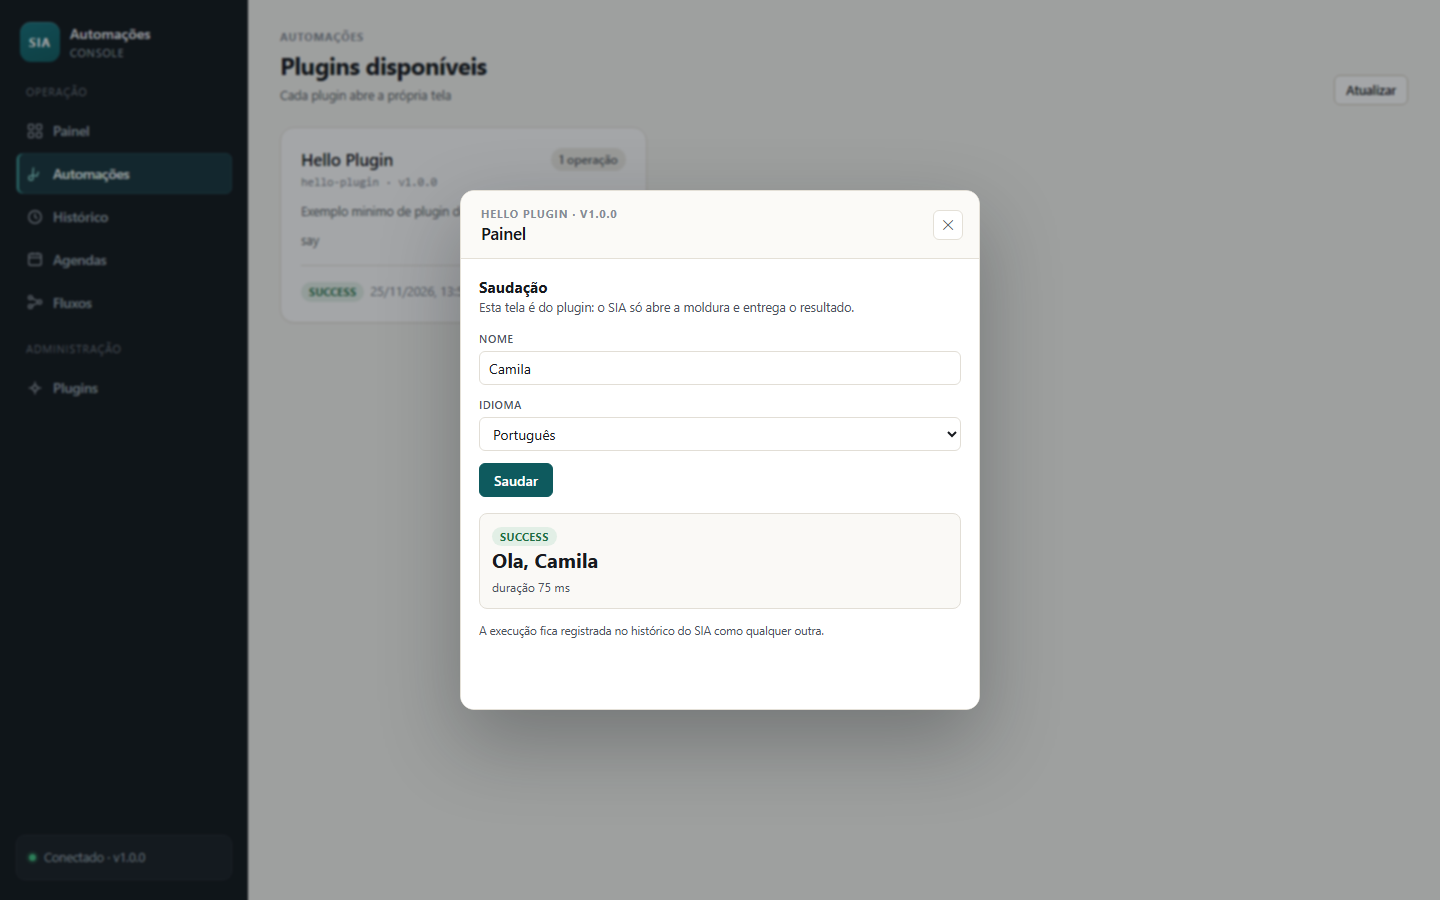 SIA
Automações
CONSOLE
OPERAÇÃO
Painel
Automações
Histórico
Agendas
Fluxos
ADMINISTRAÇÃO
Plugins
Conectado · v1.0.0
AUTOMAÇÕES
Plugins disponíveis
Cada plugin abre a própria tela
Atualizar
Hello Plugin
1 operação
hello-plugin · v1.0.0
Exemplo minimo de plugin
say
SUCCESS 25/11/2026,
HELLO PLUGIN · V1.0.0
Painel
Saudação
Esta tela é do plugin: o SIA só abre a moldura e entrega o resultado.
NOME
Camila
IDIOMA
Português
Saudar
SUCCESS
Ola, Camila
duração 75 ms
A execução fica registrada no histórico do SIA como qualquer outra.